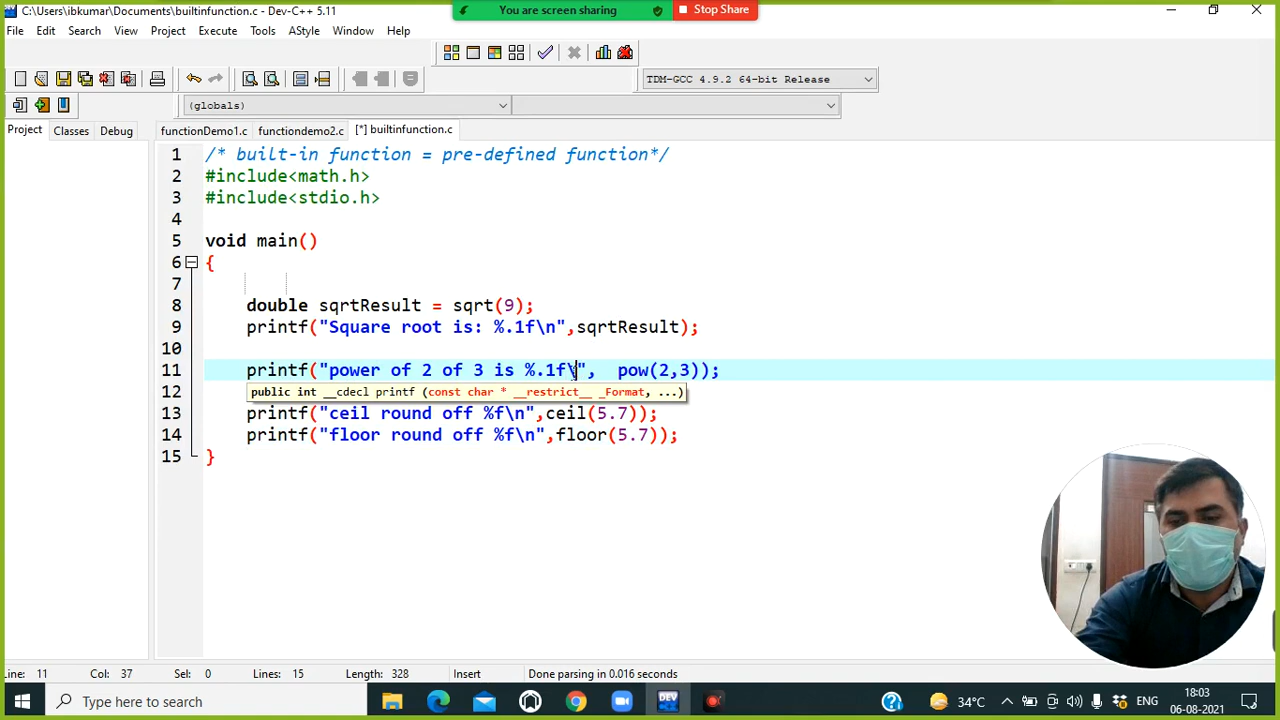 C:\Users\ibkumar\Documents\builtinfunction.c - Dev-C++ 5.11
You are screen sharing
Stop Share
File Edit Search View Project Execute Tools AStyle Window Help
TDM-GCC 4.9.2 64-bit Release
(globals)
Project Classes Debug
functionDemo1.c functiondemo2.c [*] builtinfunction.c
1 /* built-in function = pre-defined function*/
2 #include<math.h>
3 #include<stdio.h>
4
5 void main()
6 {
7
8 double sqrtResult = sqrt(9);
9 printf("Square root is: %.1f\n",sqrtResult);
10
11 printf("power of 2 of 3 is %.1f\", pow(2,3));
12 public int __cdecl printf (const char * __restrict__ _Format, ...)
13 printf("ceil round off %f\n",ceil(5.7));
14 printf("floor round off %f\n",floor(5.7));
15 }
Line: 11 Col: 37 Sel: 0 Lines: 15 Length: 328 Insert Done parsing in 0.016 seconds
Type here to search
DEV
34°C
ENG
18:03
06-08-2021